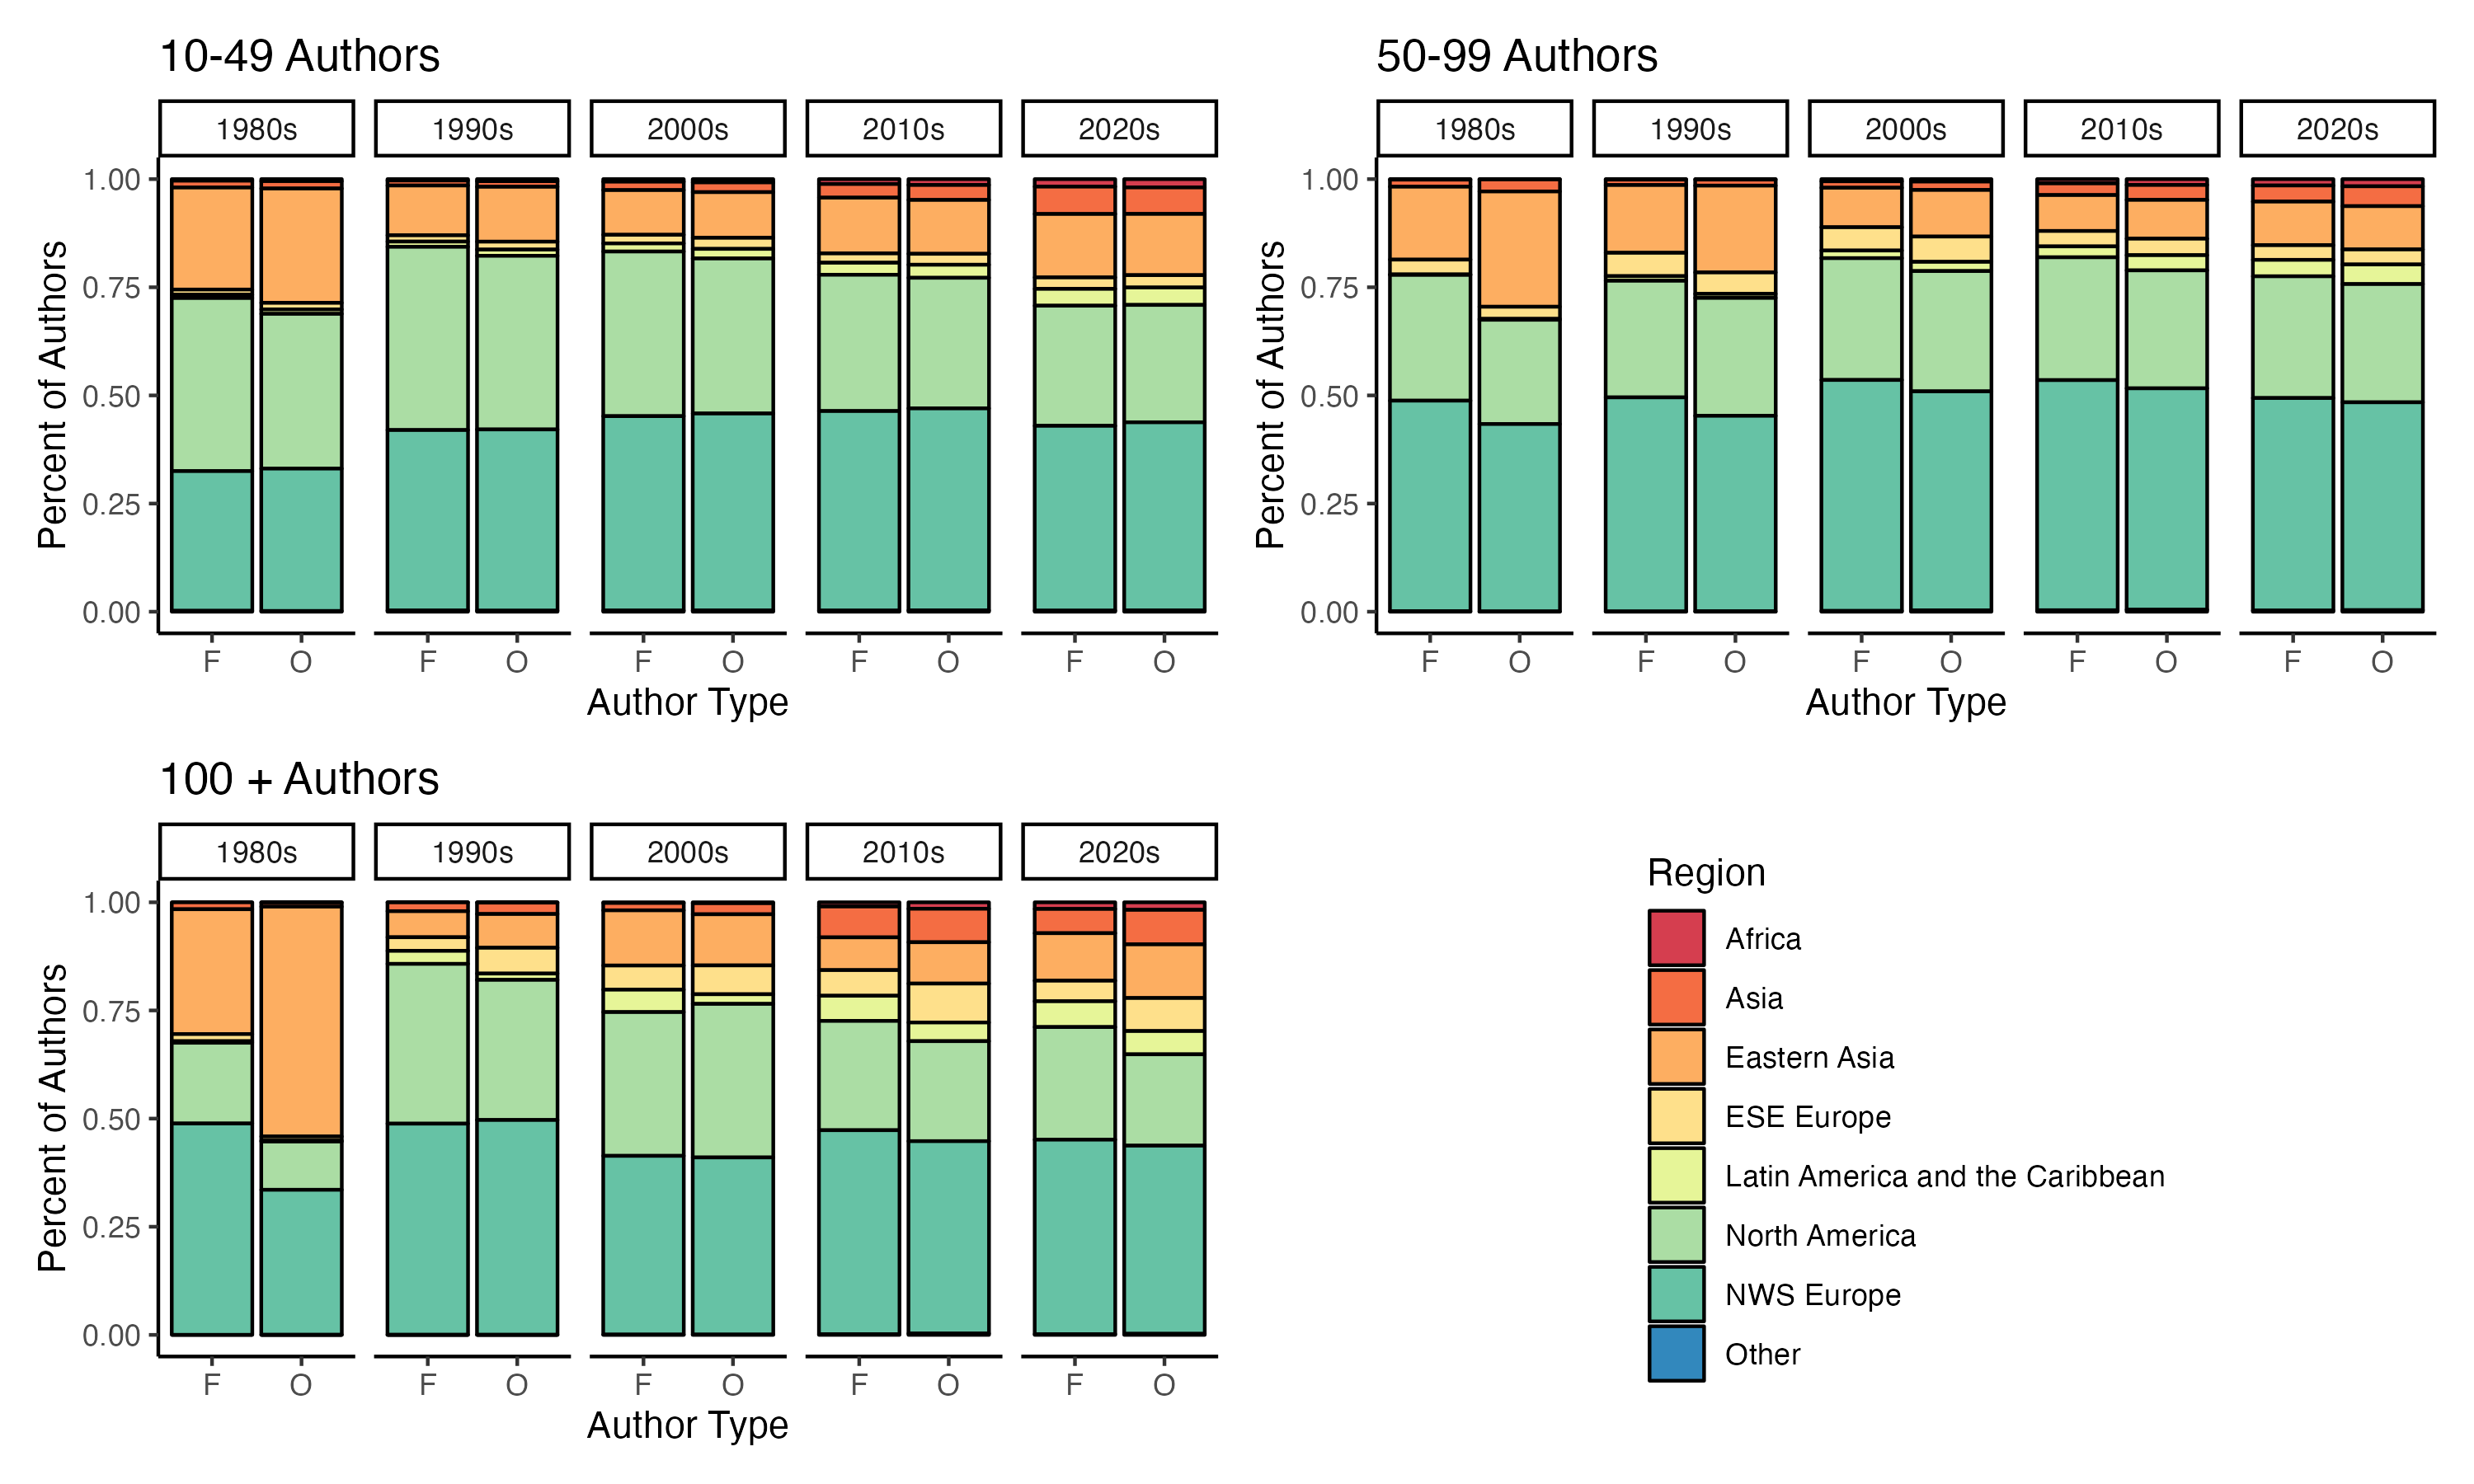 10-49 Authors
1980s 1990s 2000s 2010s 2020s
1.00
0.75
0.50
0.25
0.00
Percent of Authors
F O F O F O F O F O
Author Type
50-99 Authors
1980s 1990s 2000s 2010s 2020s
1.00
0.75
0.50
0.25
0.00
Percent of Authors
F O F O F O F O F O
Author Type
100 + Authors
1980s 1990s 2000s 2010s 2020s
1.00
0.75
0.50
0.25
0.00
Percent of Authors
F O F O F O F O F O
Author Type
Region
Africa
Asia
Eastern Asia
ESE Europe
Latin America and the Caribbean
North America
NWS Europe
Other